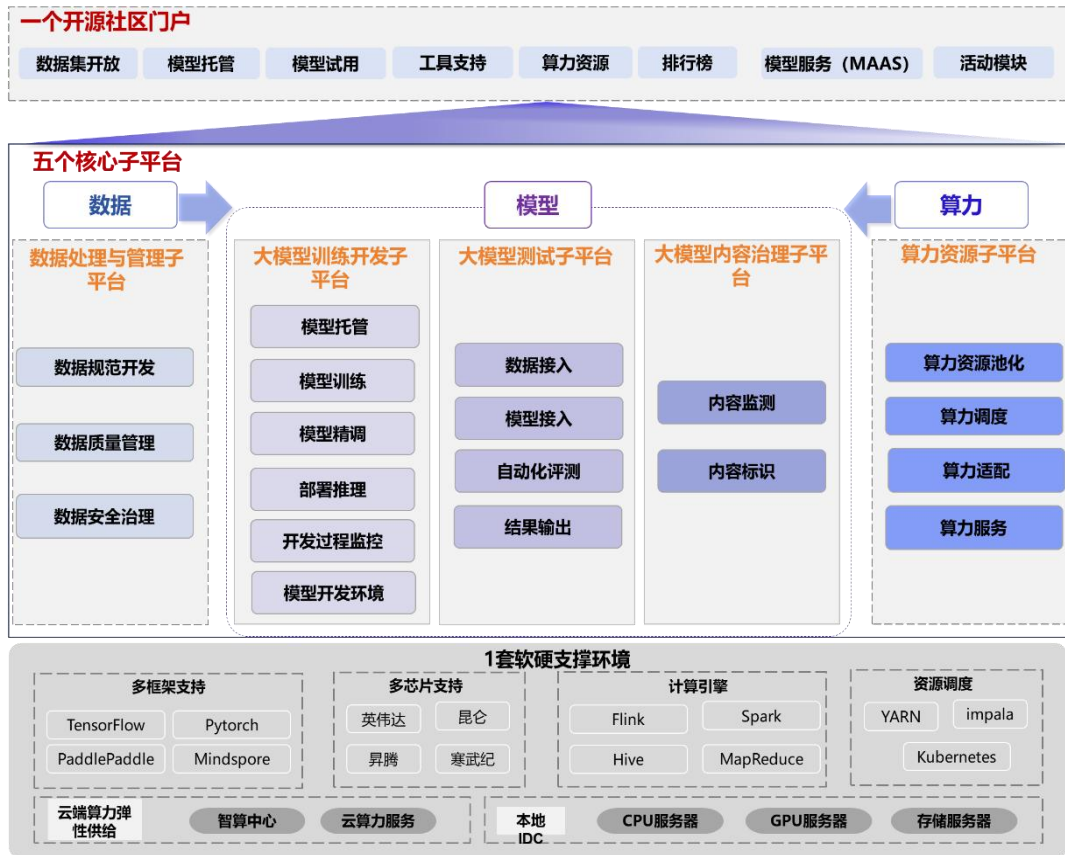 一个开源社区门户
数据集开放
模型托管
模型试用
工具支持
算力资源
排行榜
模型服务（MAAS）
活动模块
五个核心子平台
数据
模型
算力
数据处理与管理子
平台
数据规范开发
数据质量管理
数据安全治理
大模型训练开发子
平台
模型托管
模型训练
模型精调
部署推理
开发过程监控
模型开发环境
大模型测试子平台
数据接入
模型接入
自动化评测
结果输出
大模型内容治理子平
台
内容监测
内容标识
算力资源子平台
算力资源池化
算力调度
算力适配
算力服务
1套软硬支撑环境
多框架支持
TensorFlow
Pytorch
PaddlePaddle
Mindspore
多芯片支持
英伟达
昆仑
昇腾
寒武纪
计算引擎
Flink
Spark
Hive
MapReduce
资源调度
YARN
impala
Kubernetes
云端算力弹
性供给
智算中心
云算力服务
本地
IDC
CPU服务器
GPU服务器
存储服务器